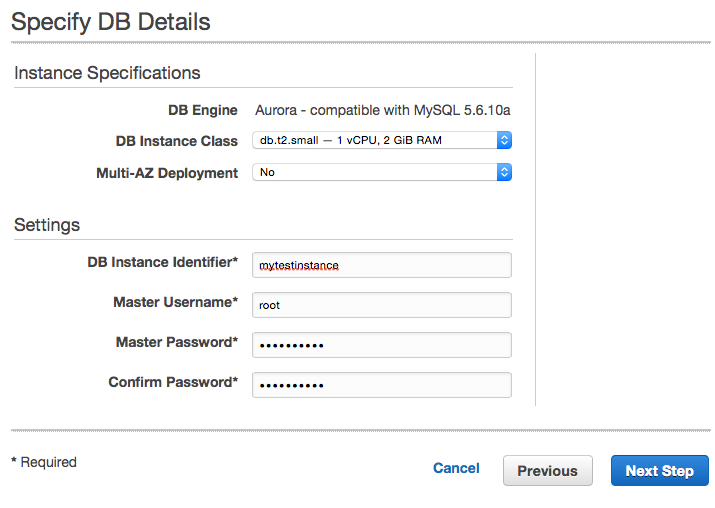 Specify DB Details
Instance Specifications
DB Engine Aurora - compatible with MySQL 5.6.10a
DB Instance Class db.t2.small — 1 vCPU, 2 GiB RAM
Multi-AZ Deployment No
Settings
DB Instance Identifier* mytestinstance
Master Username* root
Master Password* ••••••••••
Confirm Password* ••••••••••
* Required Cancel Previous Next Step